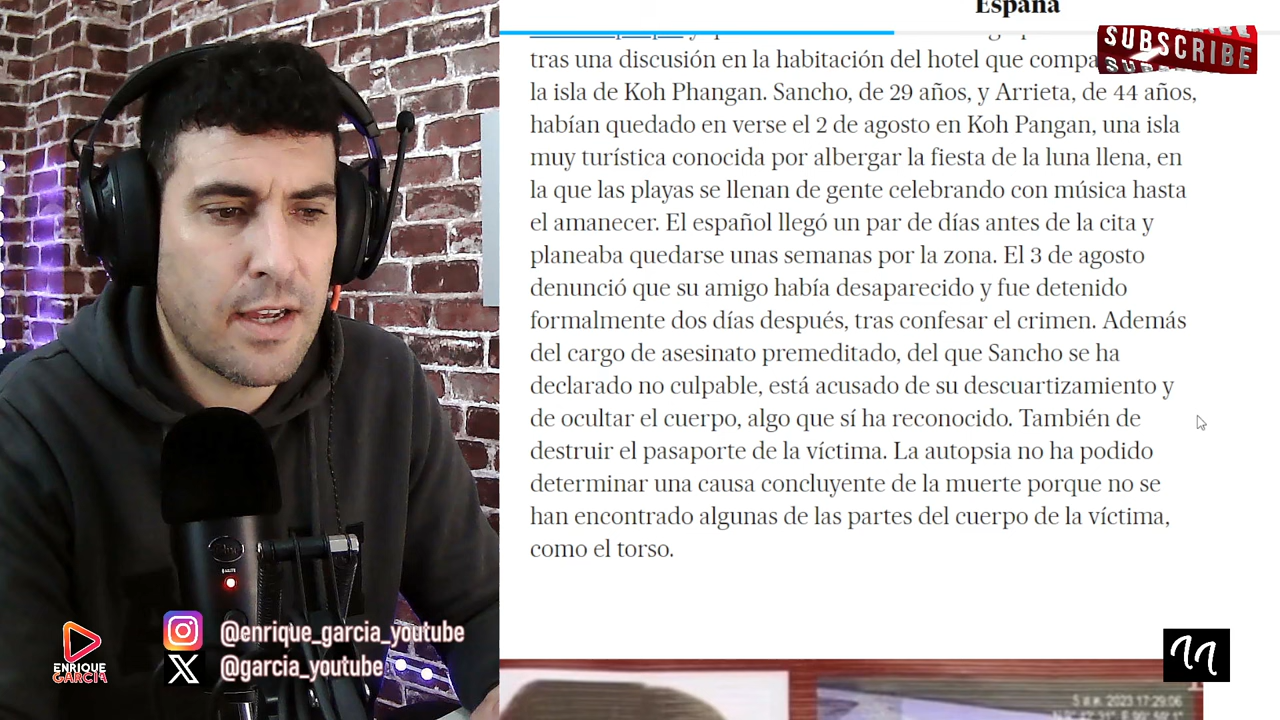 España
SUBSCRIBE
tras una discusión en la habitación del hotel que compa
la isla de Koh Phangan. Sancho, de 29 años, y Arrieta, de 44 años,
habían quedado en verse el 2 de agosto en Koh Pangan, una isla
muy turística conocida por albergar la fiesta de la luna llena, en
la que las playas se llenan de gente celebrando con música hasta
el amanecer. El español llegó un par de días antes de la cita y
planeaba quedarse unas semanas por la zona. El 3 de agosto
denunció que su amigo había desaparecido y fue detenido
formalmente dos días después, tras confesar el crimen. Además
del cargo de asesinato premeditado, del que Sancho se ha
declarado no culpable, está acusado de su descuartizamiento y
de ocultar el cuerpo, algo que sí ha reconocido. También de
destruir el pasaporte de la víctima. La autopsia no ha podido
determinar una causa concluyente de la muerte porque no se
han encontrado algunas de las partes del cuerpo de la víctima,
como el torso.
ENRIQUE
GARCIA
@enrique_garcia_youtube
@garcia_youtube
2023 17:29:06